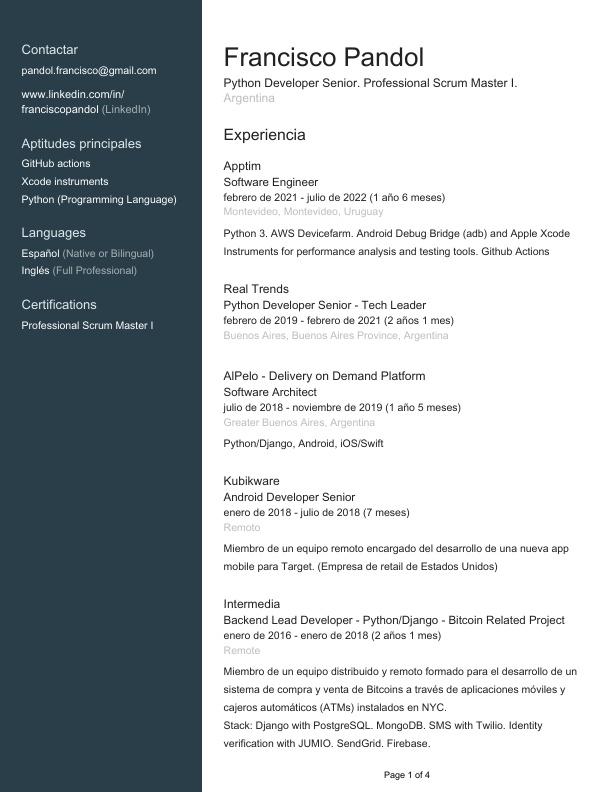 Contactar
pandol.francisco@gmail.com
www.linkedin.com/in/
franciscopandol (LinkedIn)
Aptitudes principales
GitHub actions
Xcode instruments
Python (Programming Language)
Languages
Español (Native or Bilingual)
Inglés (Full Professional)
Certifications
Professional Scrum Master I
Francisco Pandol
Python Developer Senior. Professional Scrum Master I.
Argentina
Experiencia
Apptim
Software Engineer
febrero de 2021 - julio de 2022 (1 año 6 meses)
Montevideo, Montevideo, Uruguay
Python 3. AWS Devicefarm. Android Debug Bridge (adb) and Apple Xcode
Instruments for performance analysis and testing tools. Github Actions
Real Trends
Python Developer Senior - Tech Leader
febrero de 2019 - febrero de 2021 (2 años 1 mes)
Buenos Aires, Buenos Aires Province, Argentina
AlPelo - Delivery on Demand Platform
Software Architect
julio de 2018 - noviembre de 2019 (1 año 5 meses)
Greater Buenos Aires, Argentina
Python/Django, Android, iOS/Swift
Kubikware
Android Developer Senior
enero de 2018 - julio de 2018 (7 meses)
Remoto
Miembro de un equipo remoto encargado del desarrollo de una nueva app
mobile para Target. (Empresa de retail de Estados Unidos)
Intermedia
Backend Lead Developer - Python/Django - Bitcoin Related Project
enero de 2016 - enero de 2018 (2 años 1 mes)
Remote
Miembro de un equipo distribuido y remoto formado para el desarrollo de un
sistema de compra y venta de Bitcoins a través de aplicaciones móviles y
cajeros automáticos (ATMs) instalados en NYC.
Stack: Django with PostgreSQL. MongoDB. SMS with Twilio. Identity
verification with JUMIO. SendGrid. Firebase.
Page 1 of 4